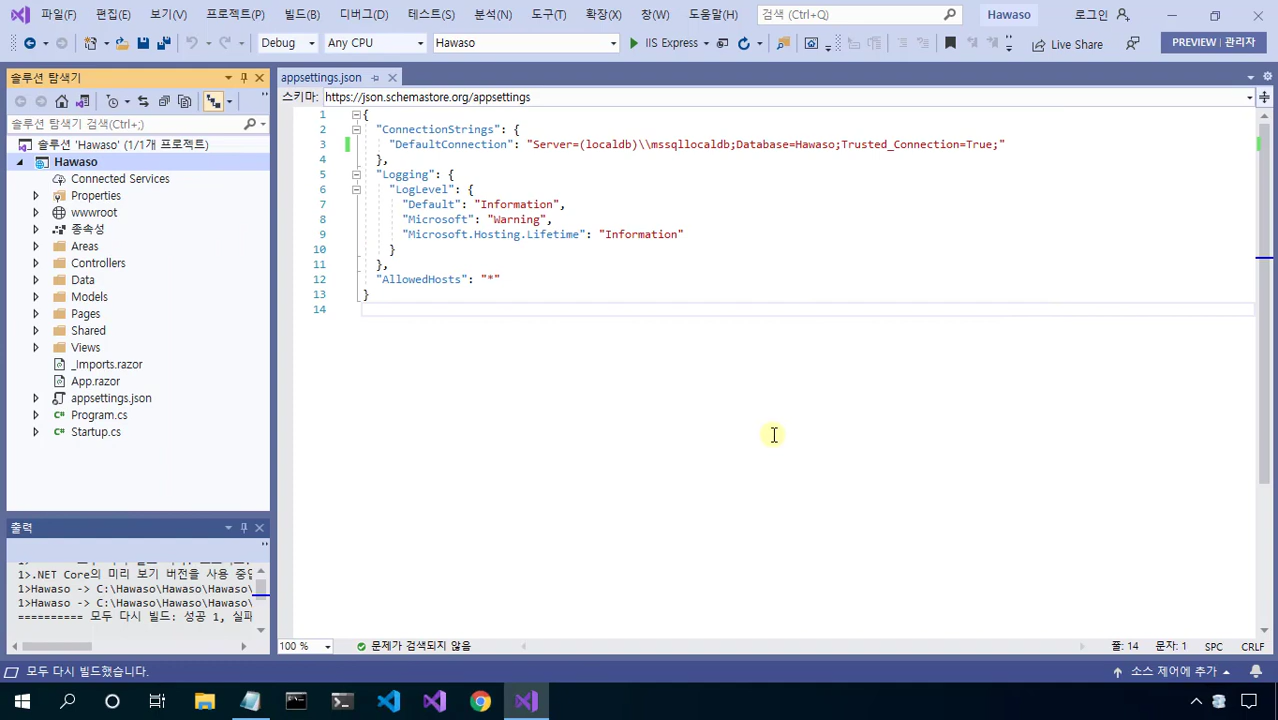 파일(F) 편집(E) 보기(V) 프로젝트(P) 빌드(B) 디버그(D) 테스트(S) 분석(N) 도구(T) 확장(X) 창(W) 도움말(H) 검색 (Ctrl+Q) Hawaso 로그인
Debug Any CPU Hawaso IIS Express Live Share PREVIEW 관리자
솔루션 탐색기
솔루션 탐색기 검색(Ctrl+;)
솔루션 'Hawaso' (1/1개 프로젝트)
Hawaso
Connected Services
Properties
wwwroot
종속성
Areas
Controllers
Data
Models
Pages
Shared
Views
_Imports.razor
App.razor
appsettings.json
Program.cs
Startup.cs
출력
1>.NET Core의 미리 보기 버전을 사용 중인
1>Hawaso -> C:\Hawaso\Hawaso\Hawaso\
1>Hawaso -> C:\Hawaso\Hawaso\Hawaso\
========== 모두 다시 빌드: 성공 1, 실패
appsettings.json
스키마: https://json.schemastore.org/appsettings
1 {
2 "ConnectionStrings": {
3 "DefaultConnection": "Server=(localdb)\\mssqllocaldb;Database=Hawaso;Trusted_Connection=True;"
4 },
5 "Logging": {
6 "LogLevel": {
7 "Default": "Information",
8 "Microsoft": "Warning",
9 "Microsoft.Hosting.Lifetime": "Information"
10 }
11 },
12 "AllowedHosts": "*"
13 }
14
100 % 문제가 검색되지 않음 줄: 14 문자: 1 SPC CRLF
모두 다시 빌드했습니다. 소스 제어에 추가